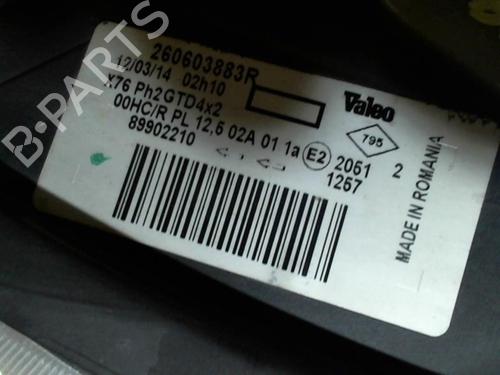 B-PARTS
260603883R
12/03/14 02h10
X76 Ph2GTD4x2
00HC/R PL 12,6 02A 01 1a E2 2061
89902210
1267
Valeo
795
2
MADE IN ROMANIA